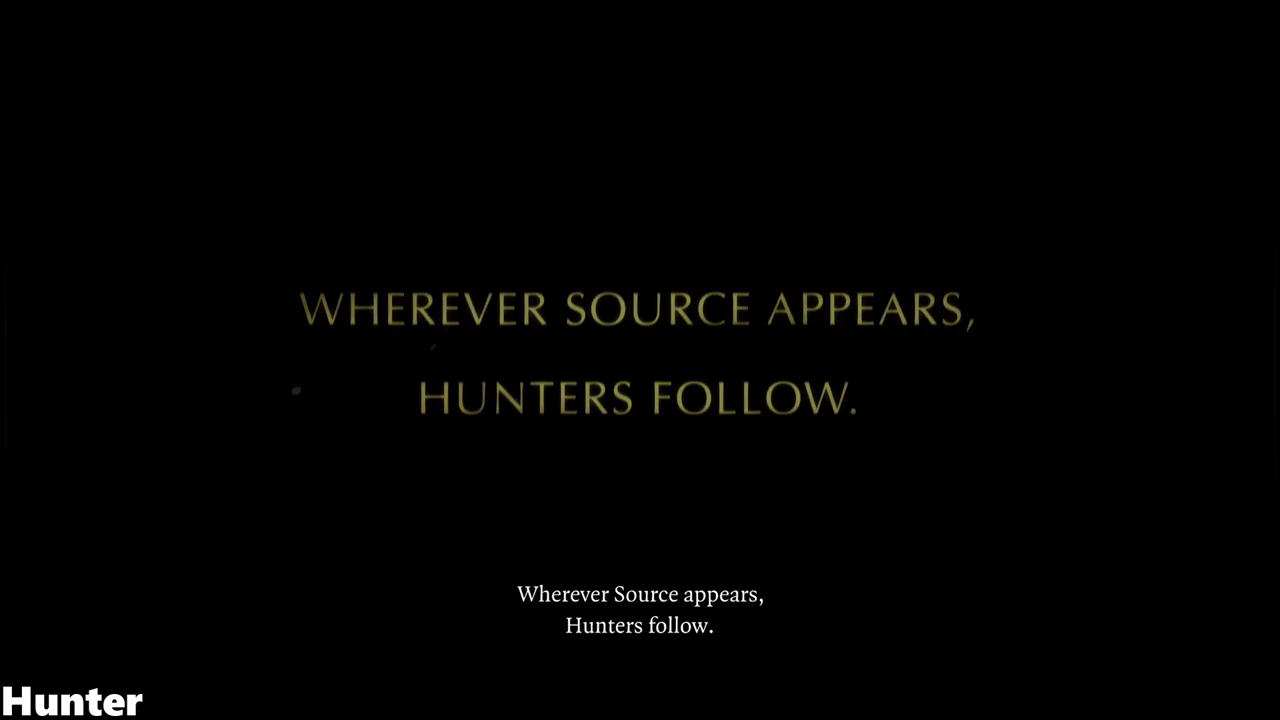 WHEREVER SOURCE APPEARS,
HUNTERS FOLLOW.
Wherever Source appears,
Hunters follow.
Hunter